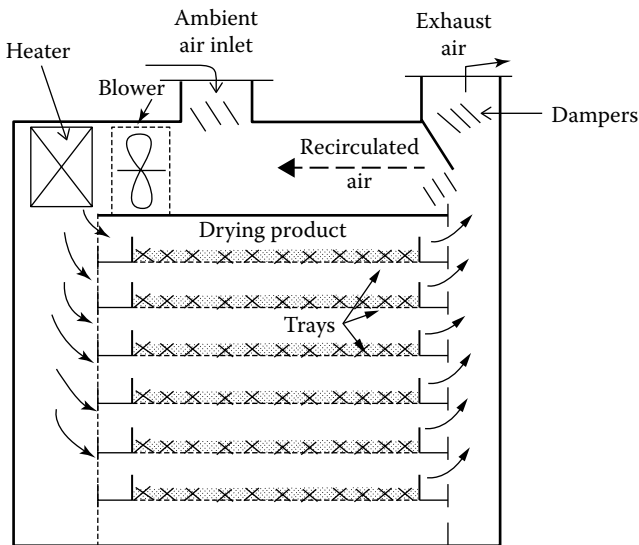 Ambient
air inlet
Exhaust
air
Heater
Blower
Dampers
Recirculated
air
Drying product
Trays